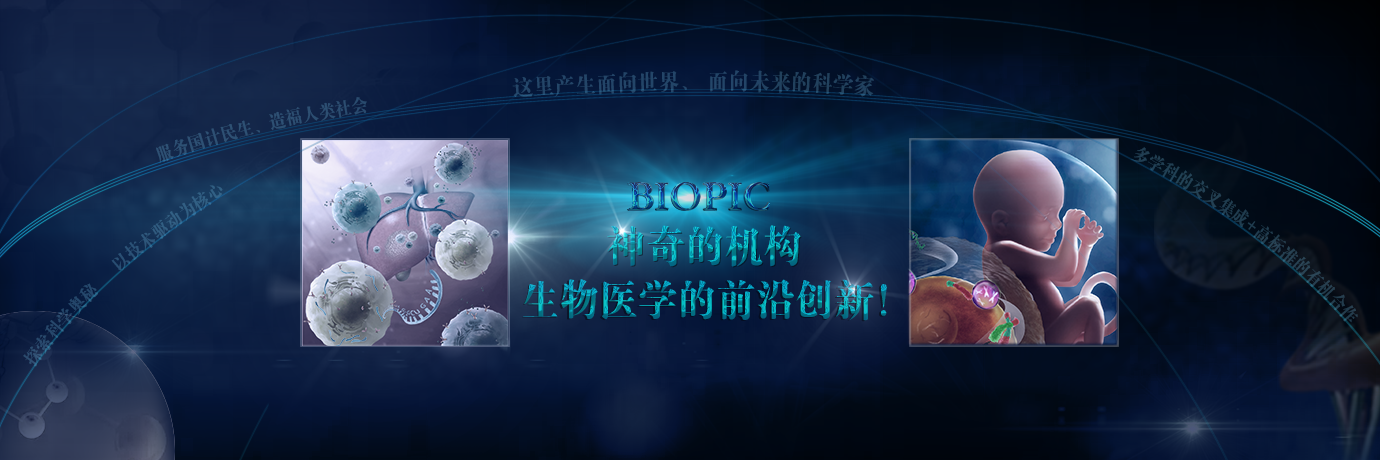 这里产生面向世界、 面向未来的科学家
服务国计民生、造福人类社会
以技术驱动为核心
探索科学奥秘
多学科的交叉集成+高标准的有机合作
BIOPIC
神奇的机构
生物医学的前沿创新!